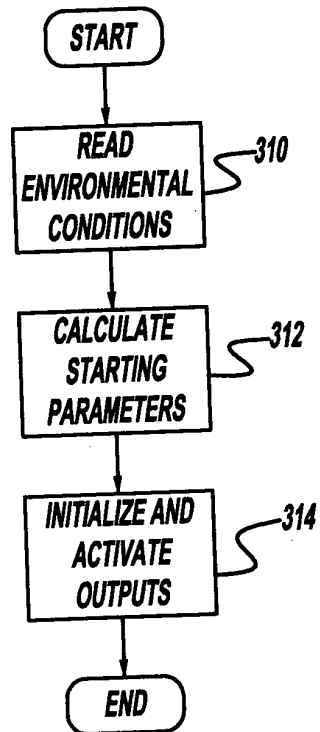 START
READ
ENVIRONMENTAL
CONDITIONS
310
CALCULATE
STARTING
PARAMETERS
312
INITIALIZE AND
ACTIVATE
OUTPUTS
314
END